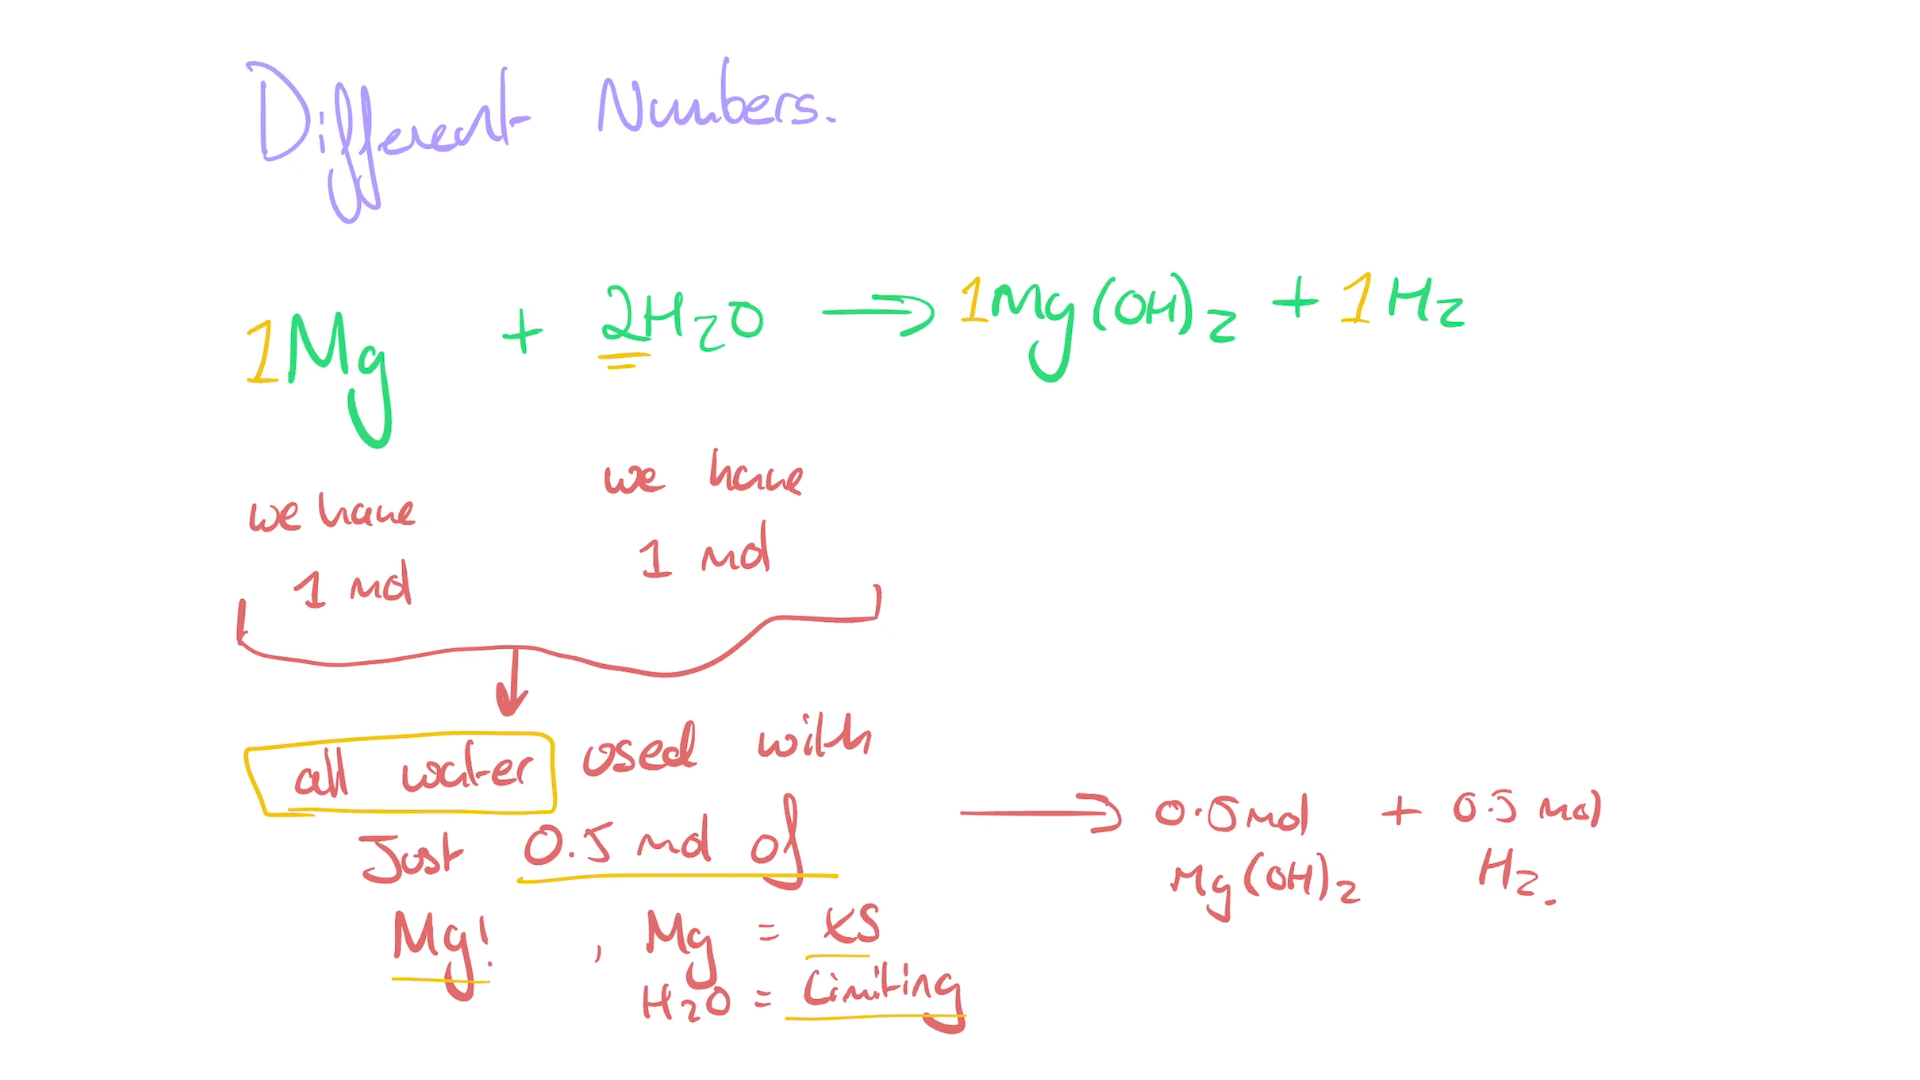 Different Numbers.
1Mg + 2H₂O ⟹ 1Mg(OH)₂ + 1H₂
we have
1 mol
we have
1 mol
all water used with
Just 0.5 mol of
Mg! , Mg = xs
H₂O = Limiting
⟶ 0.5mol + 0.5 mol
Mg(OH)₂ H₂.